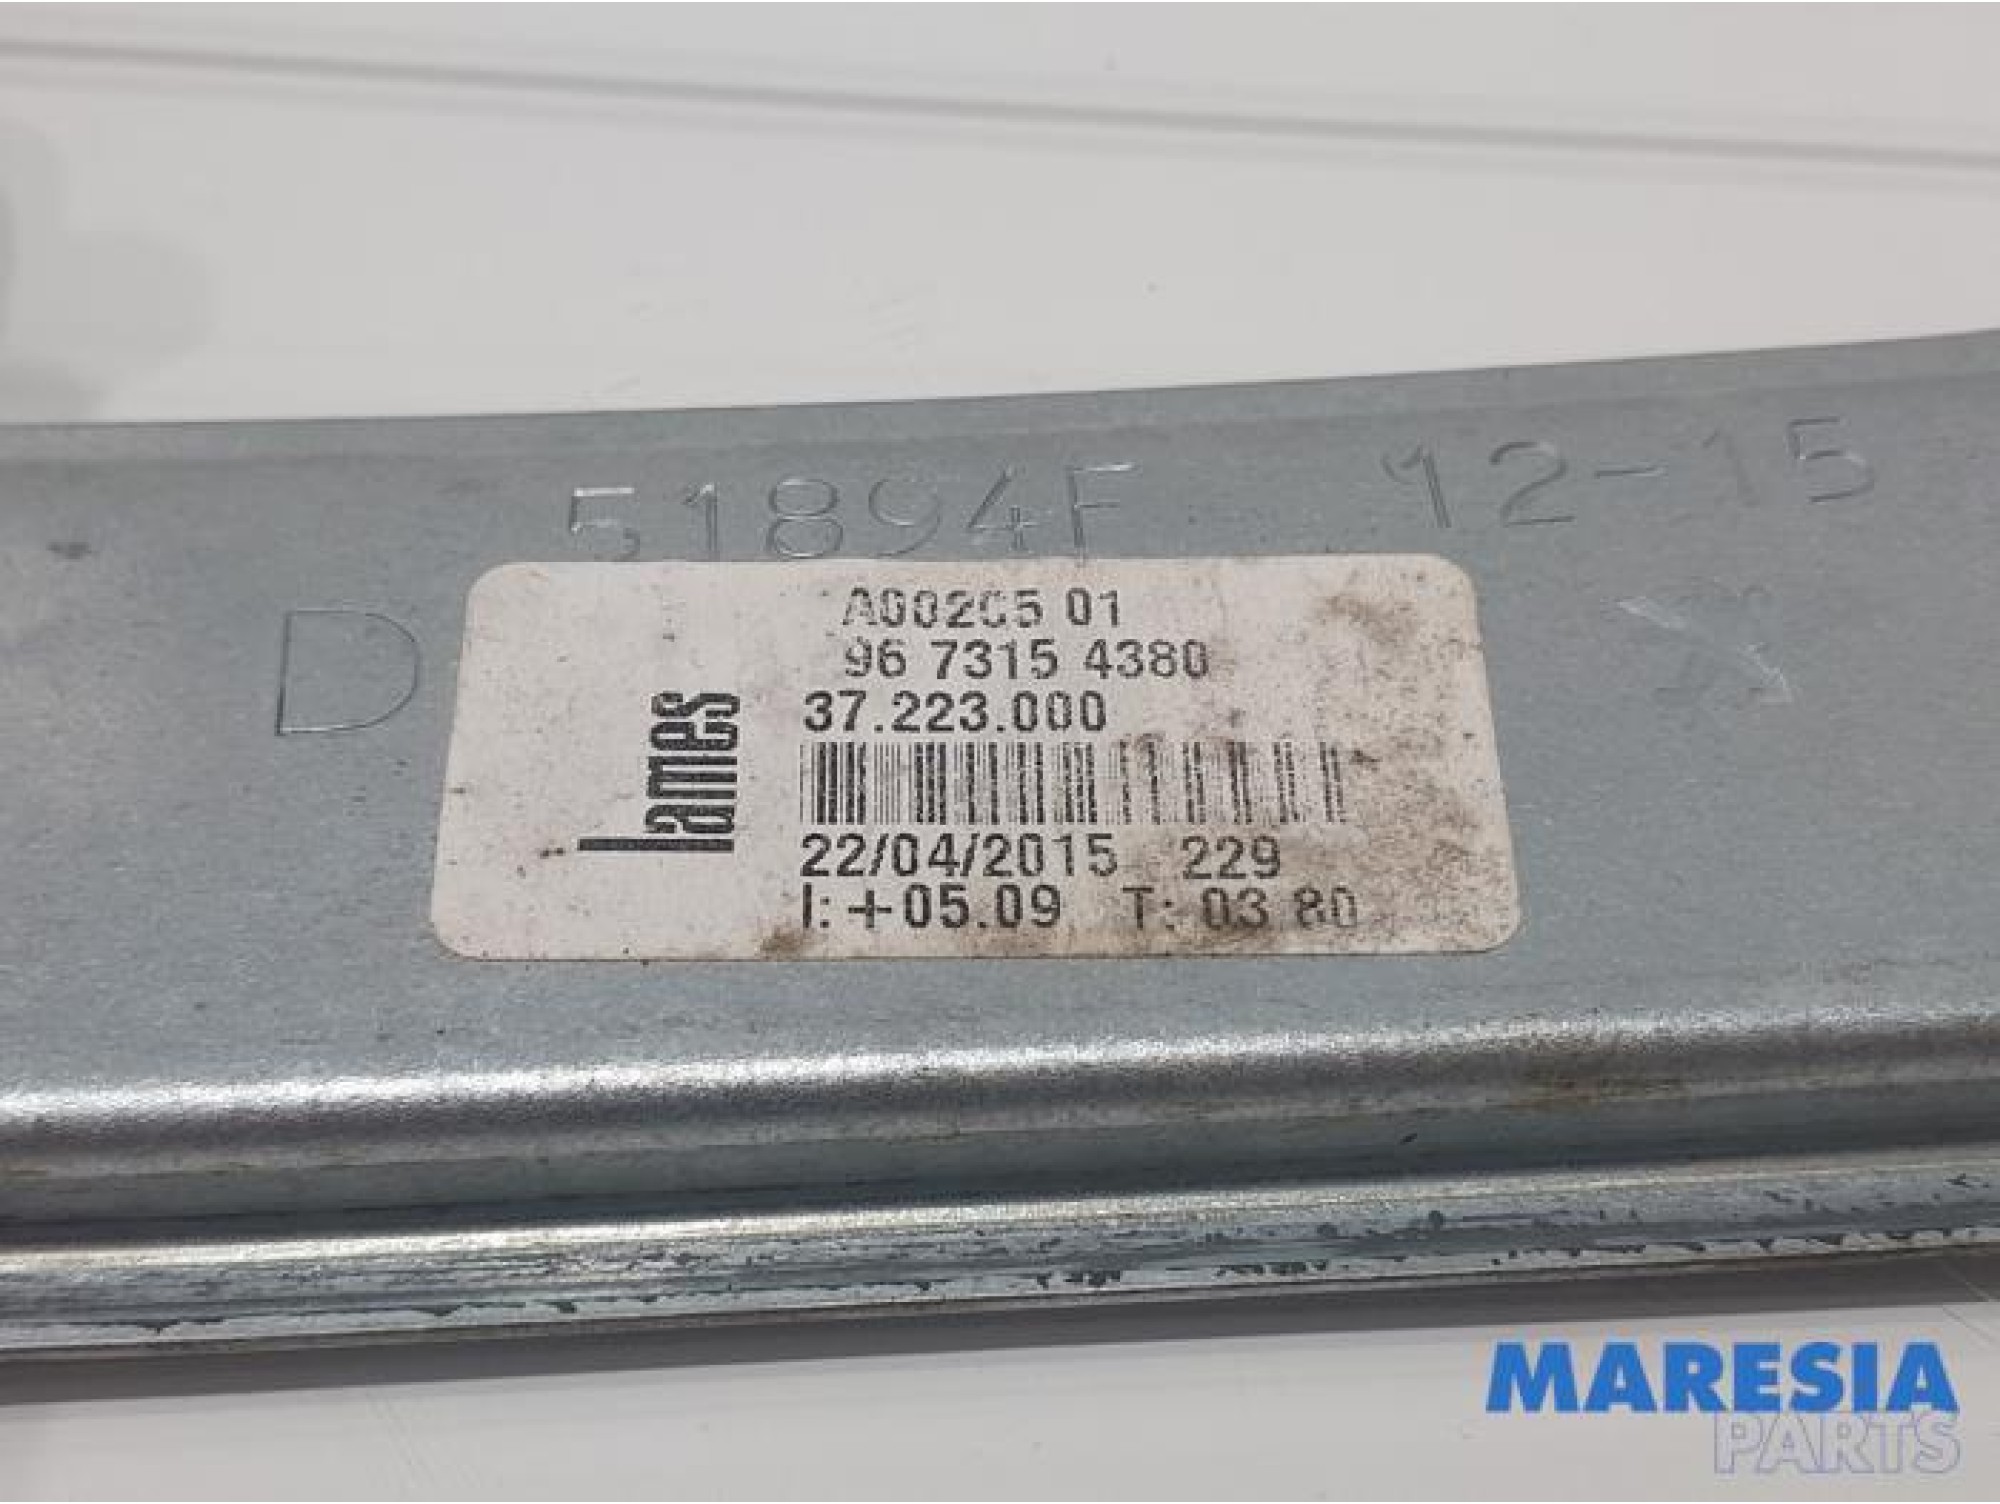 51894F 12-15
D
A002C5 01
96 7315 4380
37.223.000
lames
22/04/2015 229
I: +05.09 T: 03 80
MARESIA
PARTS